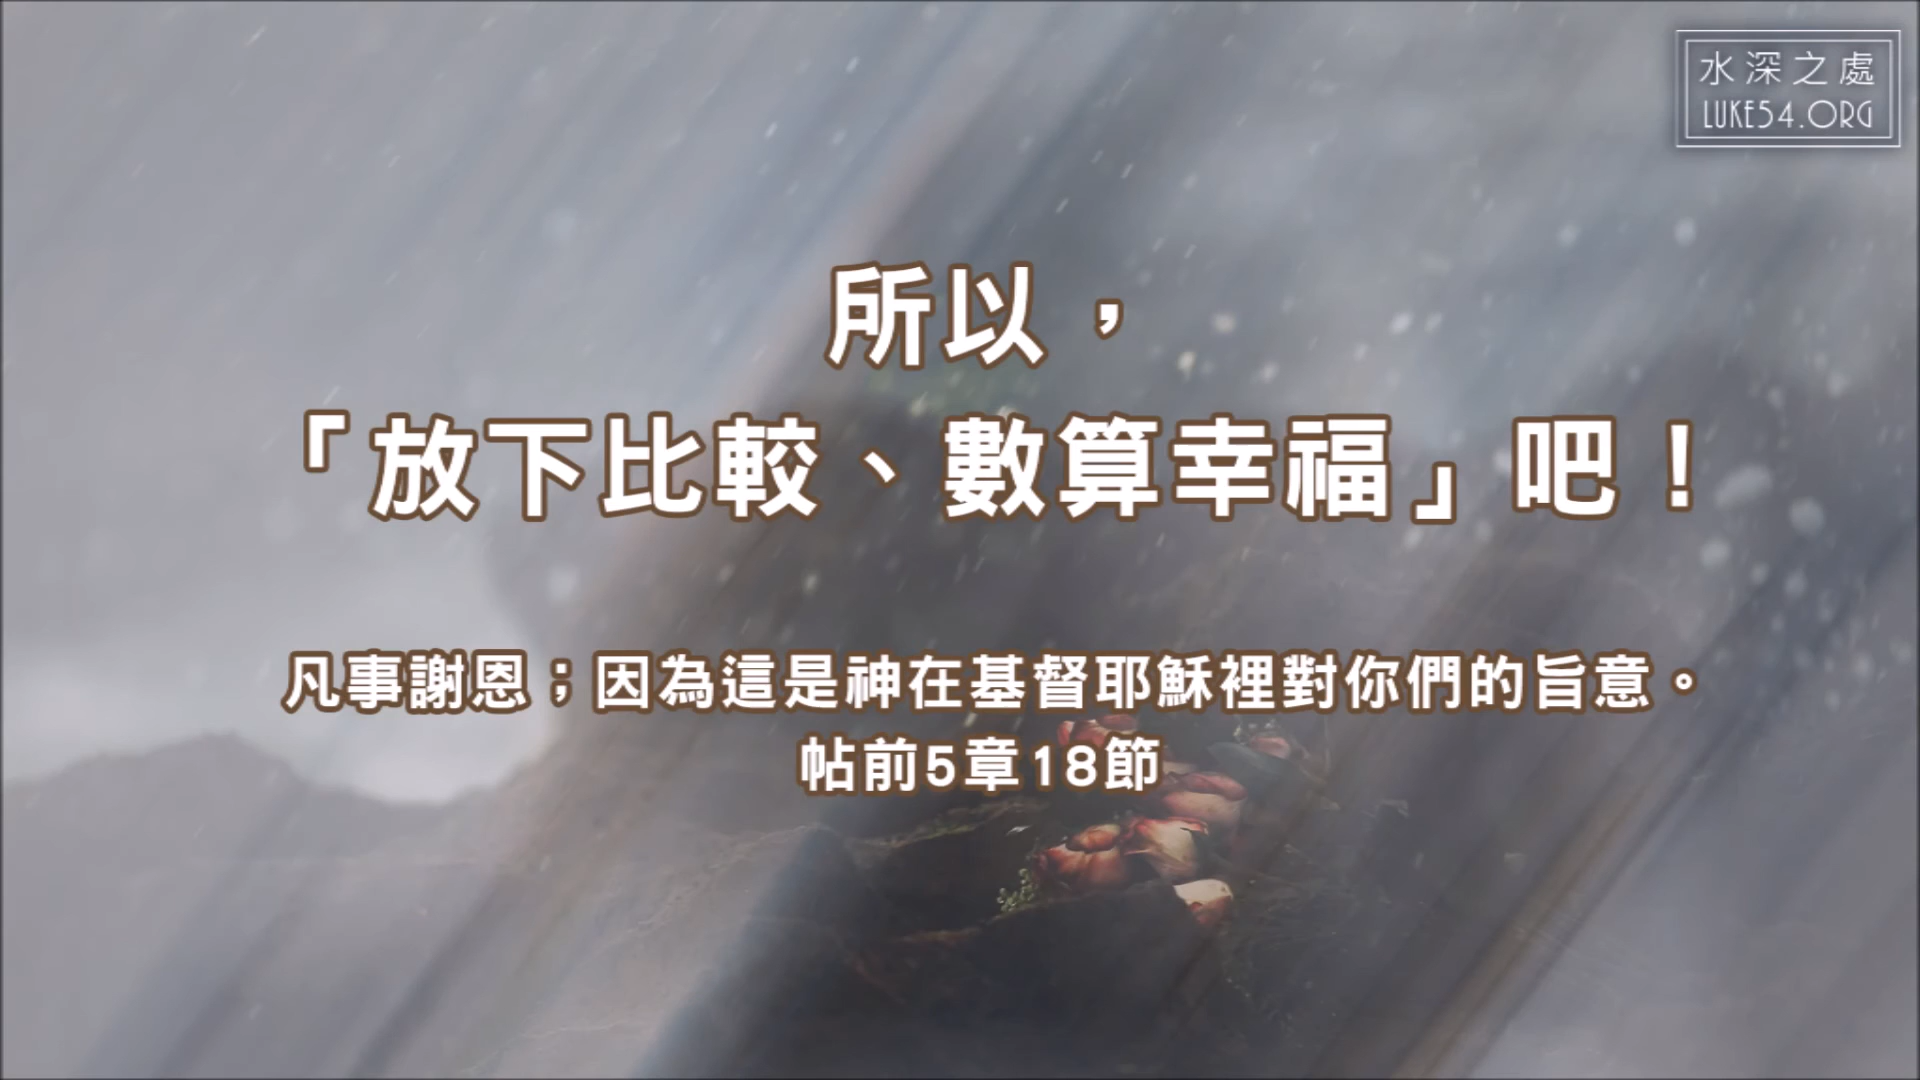 水深之處
LUKE54.ORG
所以，
「放下比較、數算幸福」吧！
凡事謝恩；因為這是神在基督耶穌裡對你們的旨意。
帖前5章18節